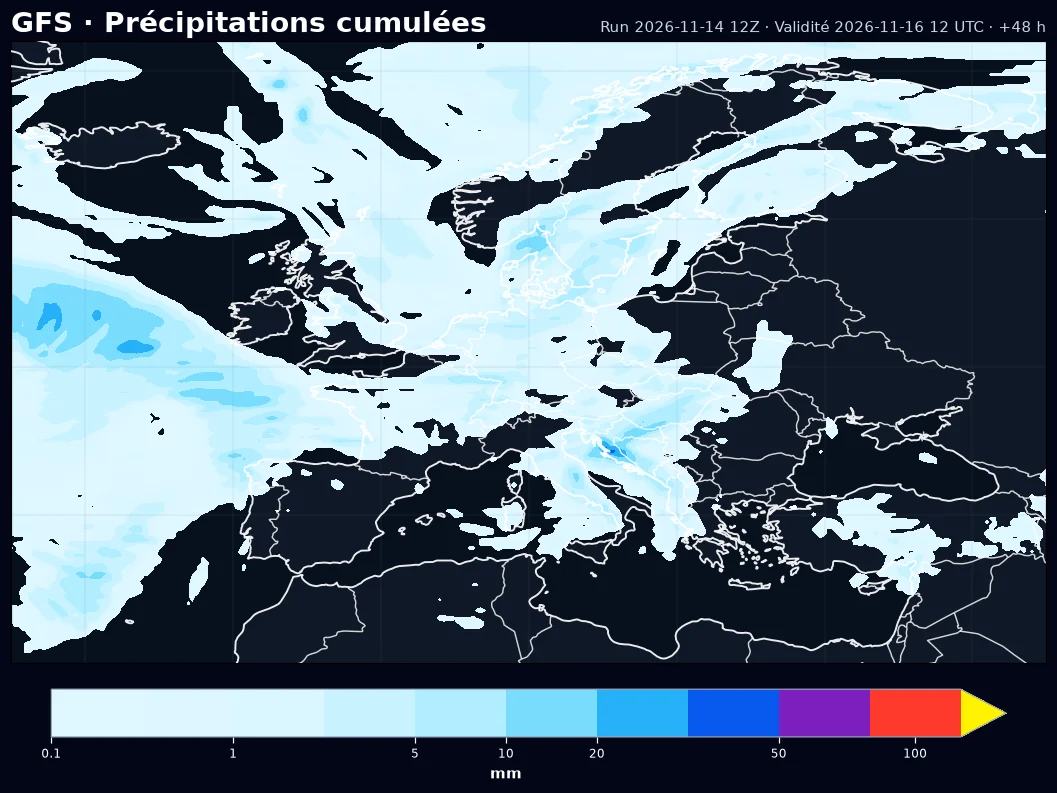 GFS · Précipitations cumulées
Run 2026-11-14 12Z · Validité 2026-11-16 12 UTC · +48 h
0.1 1 5 10 20 50 100
mm